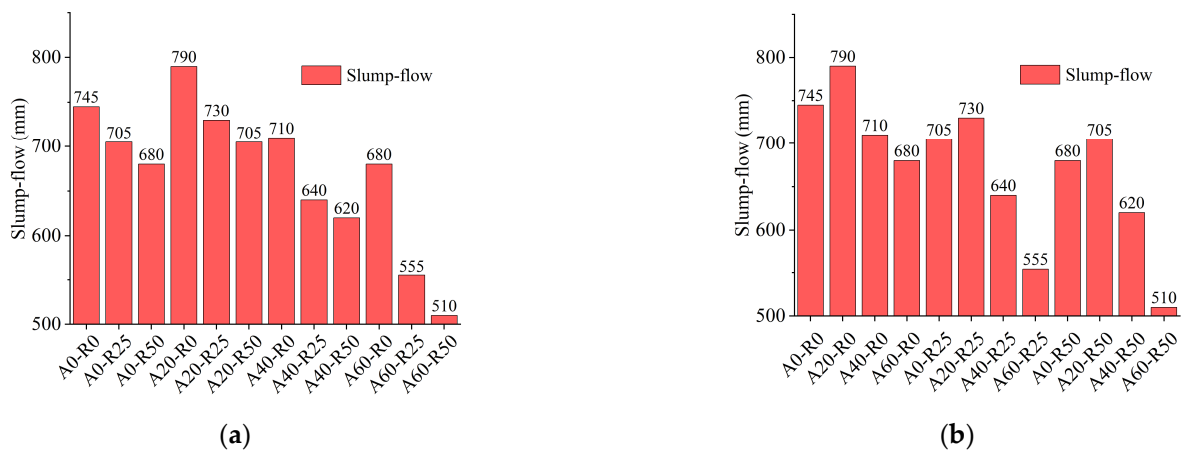 800
700
600
500
Slump-flow (mm)
Slump-flow
745
705
680
790
730
705
710
640
620
680
555
510
A0-R0
A0-R25
A0-R50
A20-R0
A20-R25
A20-R50
A40-R0
A40-R25
A40-R50
A60-R0
A60-R25
A60-R50
(a)
800
700
600
500
Slump-flow (mm)
Slump-flow
745
790
710
680
705
730
640
555
680
705
620
510
A0-R0
A20-R0
A40-R0
A60-R0
A0-R25
A20-R25
A40-R25
A60-R25
A0-R50
A20-R50
A40-R50
A60-R50
(b)